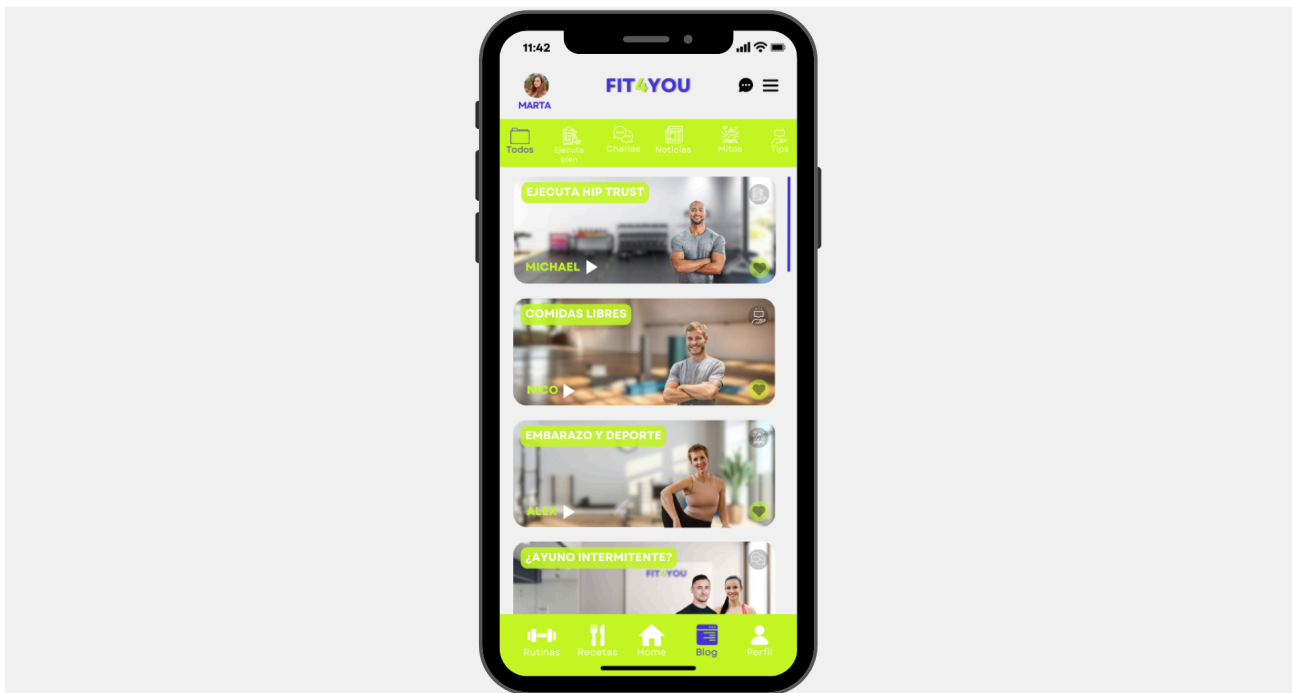 11:42
FIT4YOU
MARTA
Todos
Ejecuta
bien
Charlas
Noticias
Mitos
Tips
EJECUTA HIP TRUST
MICHAEL
COMIDAS LIBRES
NICO
EMBARAZO Y DEPORTE
ALEX
¿AYUNO INTERMITENTE?
FIT4YOU
Rutinas
Recetas
Home
Blog
Perfil